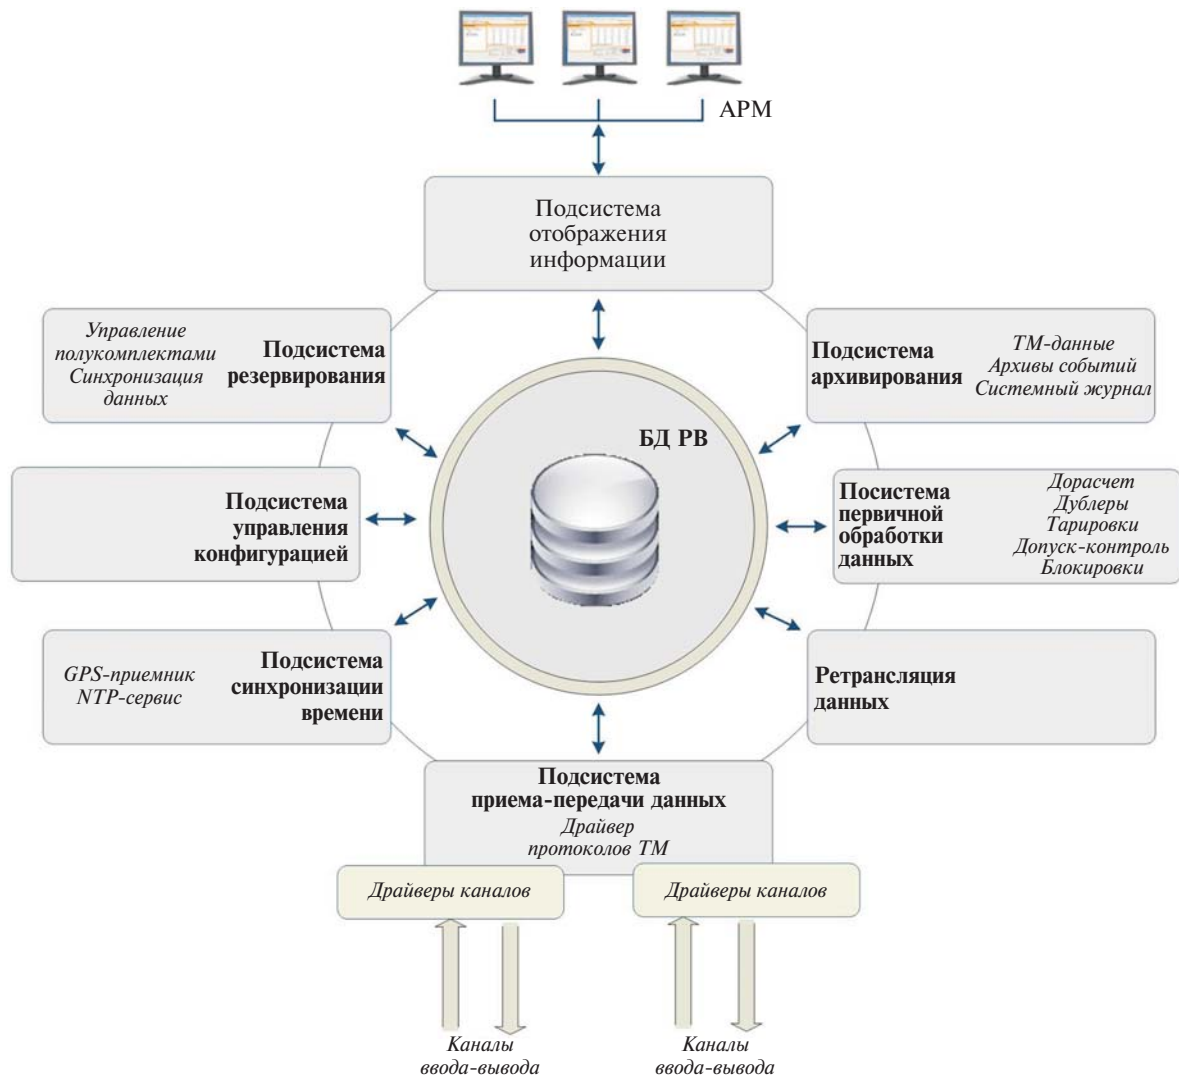 АРМ
Подсистема
отображения
информации
Управление
полукомплектами
Синхронизация
данных
Подсистема
резервирования
Подсистема
архивирования
ТМ-данные
Архивы событий
Системный журнал
БД РВ
Подсистема
управления
конфигурацией
Посистема
первичной
обработки
данных
Дорасчет
Дублеры
Тарировки
Допуск-контроль
Блокировки
GPS-приемник
NTP-сервис
Подсистема
синхронизации
времени
Ретрансляция
данных
Подсистема
приема-передачи данных
Драйвер
протоколов ТМ
Драйверы каналов
Драйверы каналов
Каналы
ввода-вывода
Каналы
ввода-вывода